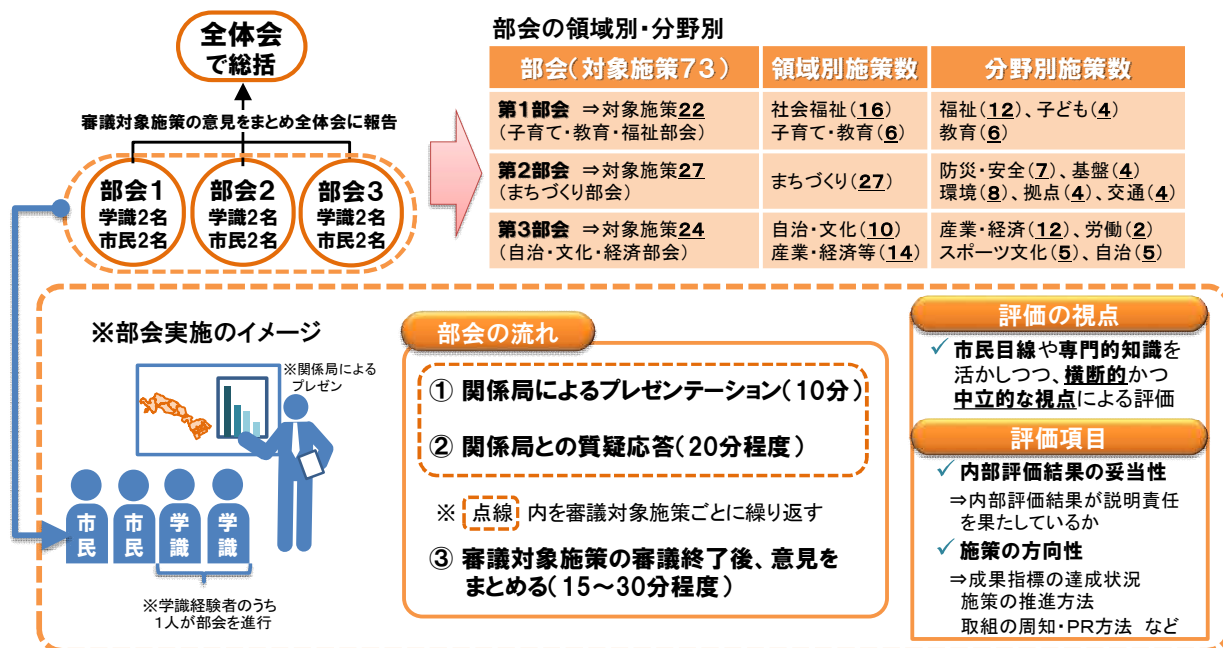 全体会
で総括
審議対象施策の意見をまとめ全体会に報告
部会1
学識2名
市民2名
部会2
学識2名
市民2名
部会3
学識2名
市民2名
部会の領域別・分野別
部会(対象施策73) 領域別施策数 分野別施策数
第1部会 ⇒対象施策22
(子育て・教育・福祉部会)
社会福祉(16)
子育て・教育(6)
福祉(12)、子ども(4)
教育(6)
第2部会 ⇒対象施策27
(まちづくり部会)
まちづくり(27)
防災・安全(7)、基盤(4)
環境(8)、拠点(4)、交通(4)
第3部会 ⇒対象施策24
(自治・文化・経済部会)
自治・文化(10)
産業・経済等(14)
産業・経済(12)、労働(2)
スポーツ文化(5)、自治(5)
※部会実施のイメージ
※関係局による
プレゼン
市民
市民
学識
学識
※学識経験者のうち
1人が部会を進行
部会の流れ
① 関係局によるプレゼンテーション(10分)
② 関係局との質疑応答(20分程度)
※ 点線 内を審議対象施策ごとに繰り返す
③ 審議対象施策の審議終了後、意見を
まとめる(15～30分程度)
評価の視点
✓ 市民目線や専門的知識を
活かしつつ、横断的かつ
中立的な視点による評価
評価項目
✓ 内部評価結果の妥当性
⇒内部評価結果が説明責任
を果たしているか
✓ 施策の方向性
⇒成果指標の達成状況
施策の推進方法
取組の周知・PR方法 など